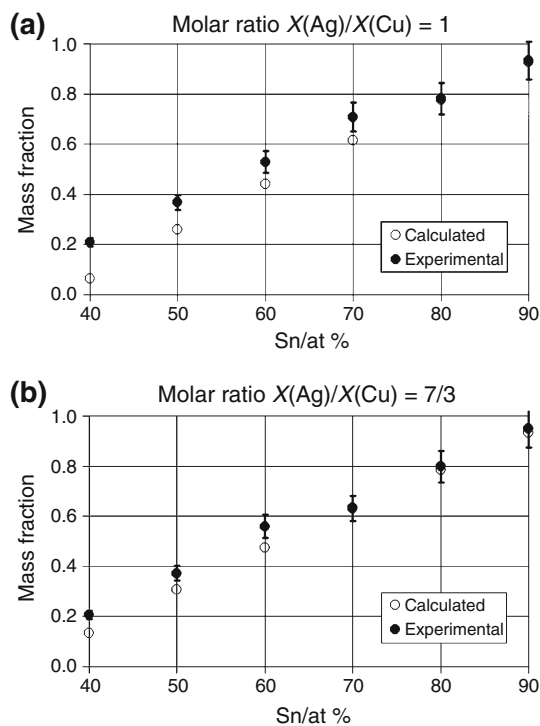 (a) Molar ratio X(Ag)/X(Cu) = 1
1.0
0.8
0.6
0.4
0.2
0.0
Mass fraction
Calculated
Experimental
40 50 60 70 80 90
Sn/at %
(b) Molar ratio X(Ag)/X(Cu) = 7/3
1.0
0.8
0.6
0.4
0.2
0.0
Mass fraction
Calculated
Experimental
40 50 60 70 80 90
Sn/at %